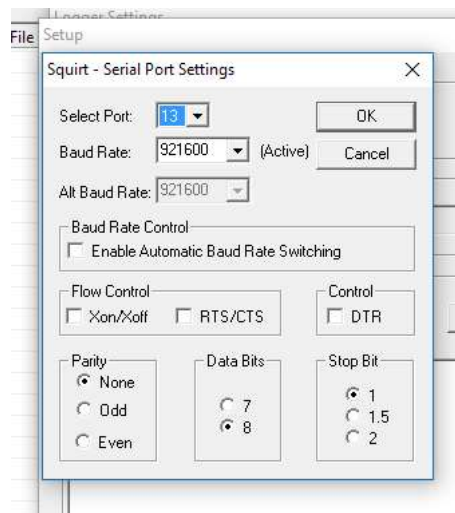 Logger Settings
File
Setup
Squirt - Serial Port Settings
Select Port: 13 OK
Baud Rate: 921600 (Active) Cancel
Alt Baud Rate: 921600
Baud Rate Control
Enable Automatic Baud Rate Switching
Flow Control Control
Xon/Xoff RTS/CTS DTR
Parity Data Bits Stop Bit
None 1
Odd 7 1.5
Even 8 2